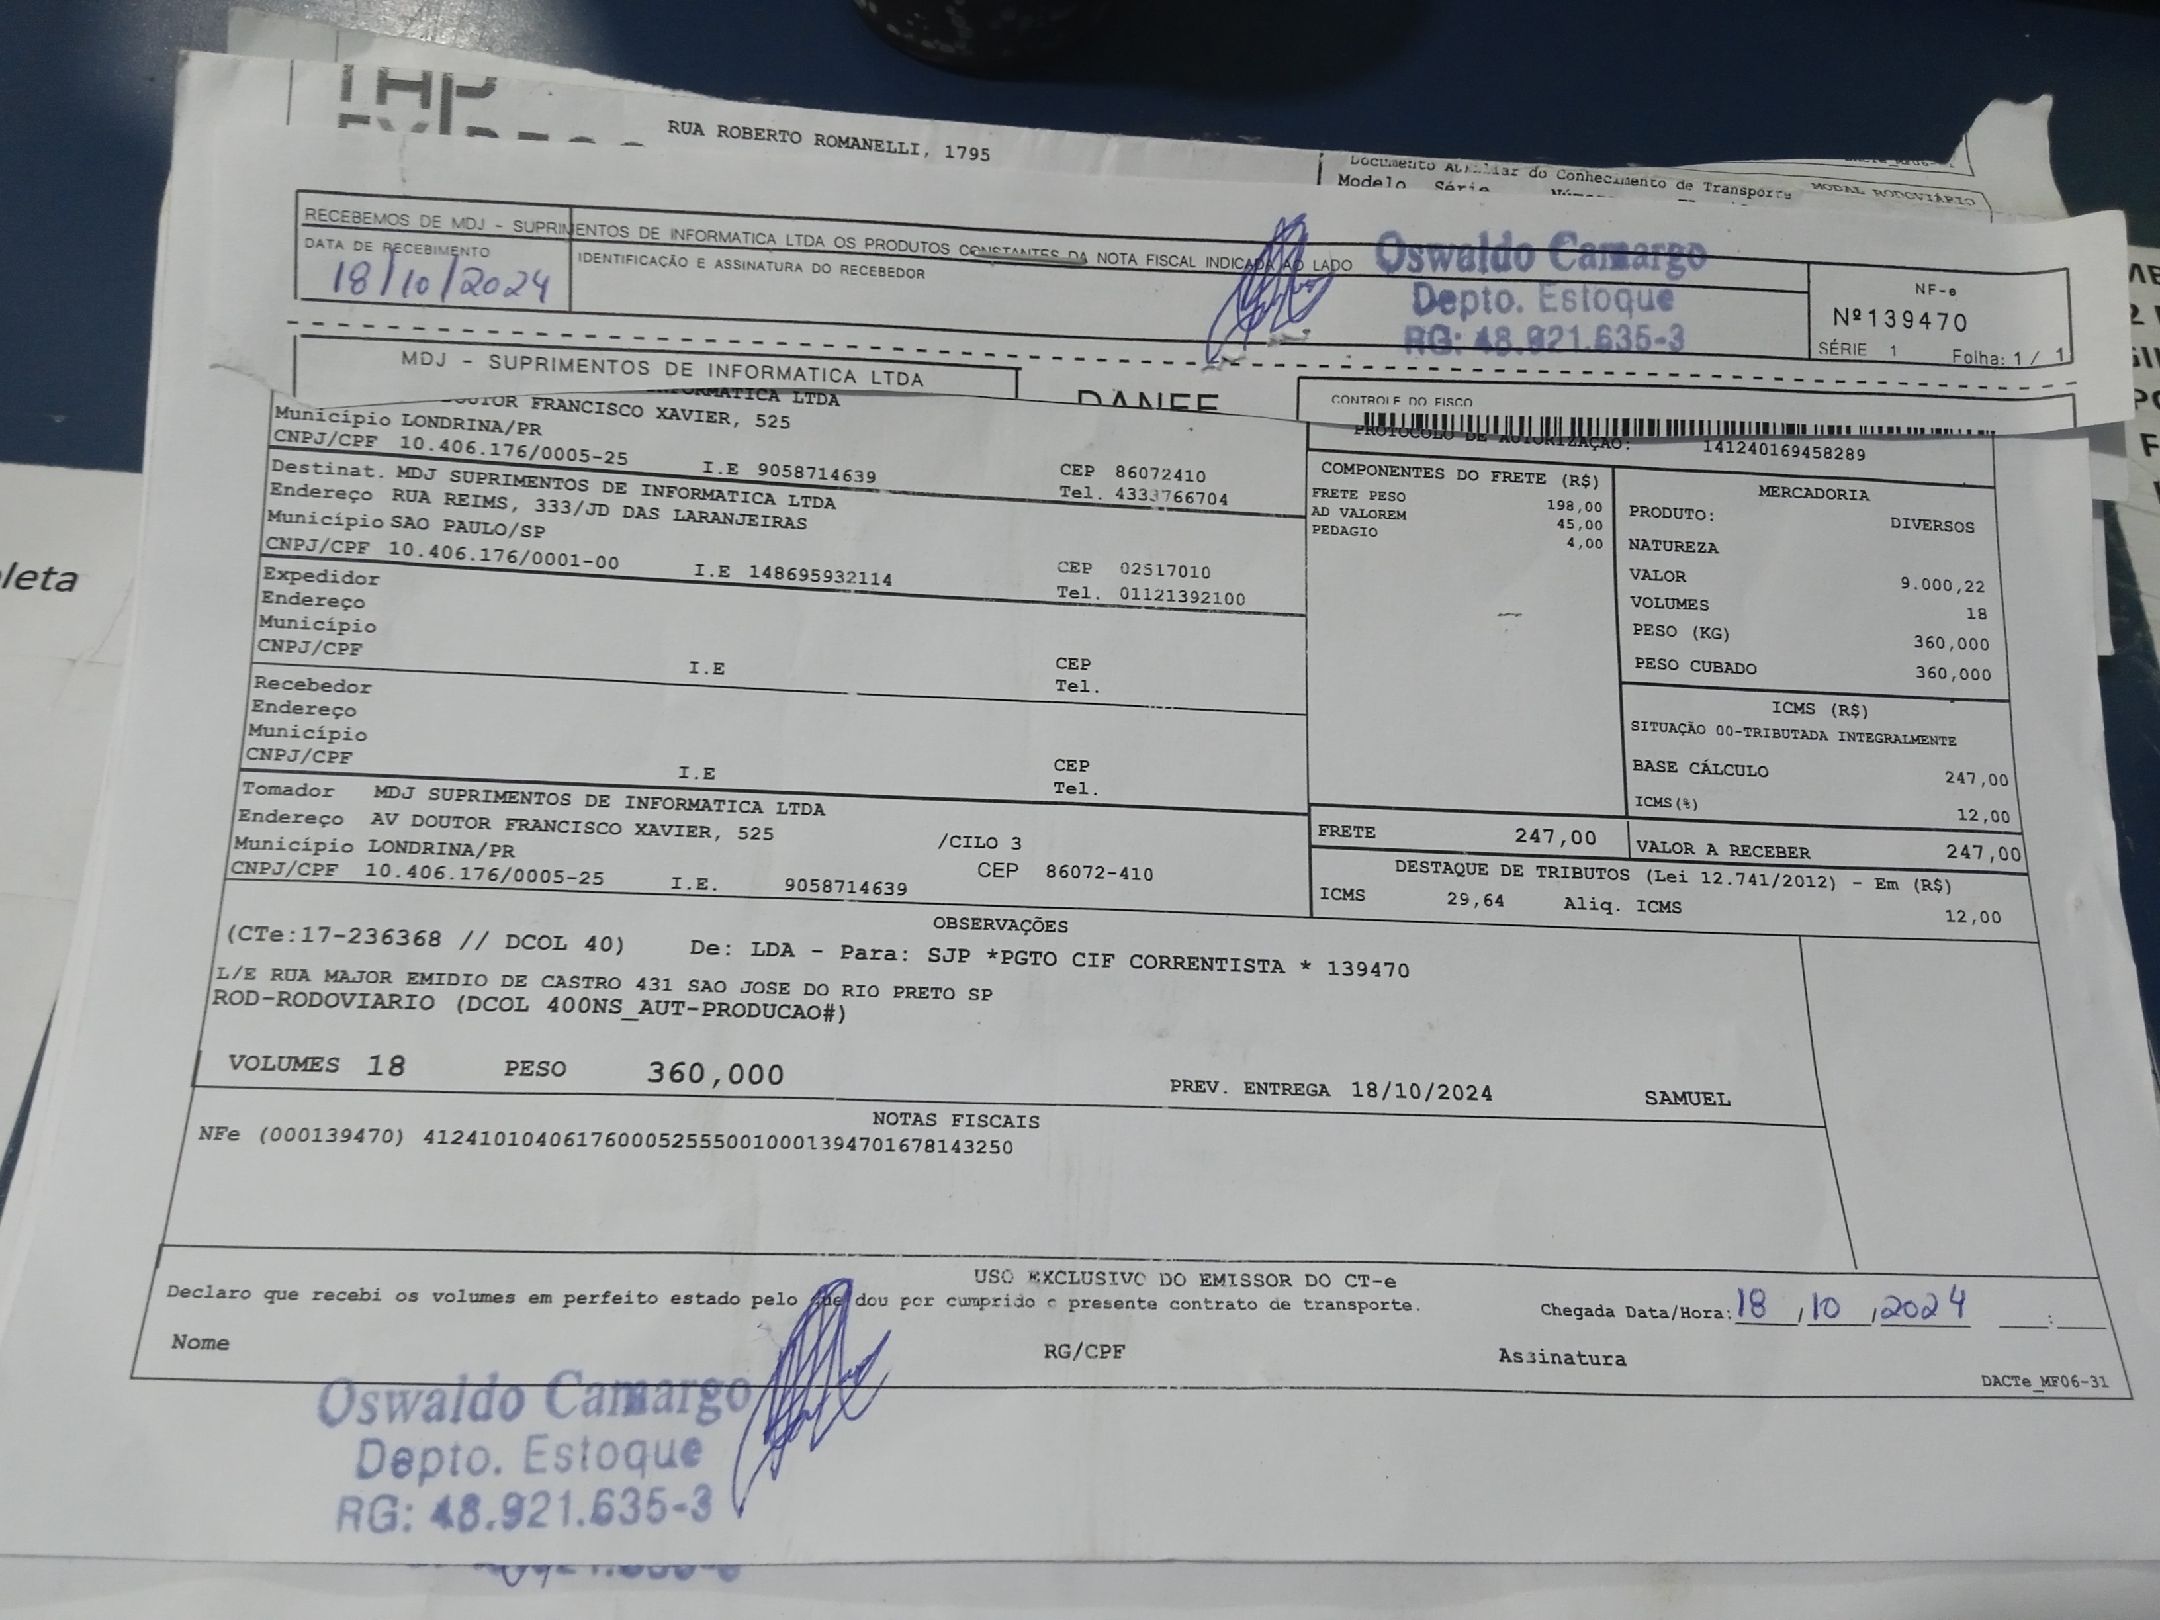 RUA ROBERTO ROMANELLI, 1795
Documento Auxiliar do Conhecimento de Transporte
Modelo Série
MODAL RODOVIÁRIO
RECEBEMOS DE MDJ - SUPRIMENTOS DE INFORMATICA LTDA OS PRODUTOS CONSTANTES DA NOTA FISCAL INDICADA AO LADO
DATA DE RECEBIMENTO
18/10/2024
IDENTIFICAÇÃO E ASSINATURA DO RECEBEDOR
Oswaldo Camargo
Depto. Estoque
RG: 48.921.635-3
NF-e
Nº139470
SÉRIE 1 Folha: 1 / 1
MDJ - SUPRIMENTOS DE INFORMATICA LTDA
DANFE
CONTROLE DO FISCO
INFORMATICA LTDA
DOUTOR FRANCISCO XAVIER, 525
Município LONDRINA/PR
CNPJ/CPF 10.406.176/0005-25 I.E 9058714639
CEP 86072410
Tel. 4333766704
Destinat. MDJ SUPRIMENTOS DE INFORMATICA LTDA
Endereço RUA REIMS, 333/JD DAS LARANJEIRAS
Município SAO PAULO/SP
CNPJ/CPF 10.406.176/0001-00 I.E 148695932114
CEP 02517010
Tel. 01121392100
Expedidor
Endereço
Município
CNPJ/CPF I.E
CEP
Tel.
Recebedor
Endereço
Município
CNPJ/CPF I.E
CEP
Tel.
Tomador MDJ SUPRIMENTOS DE INFORMATICA LTDA
Endereço AV DOUTOR FRANCISCO XAVIER, 525 /CILO 3
Município LONDRINA/PR CEP 86072-410
CNPJ/CPF 10.406.176/0005-25 I.E. 9058714639
PROTOCOLO DE AUTORIZAÇÃO: 141240169458289
COMPONENTES DO FRETE (R$)
FRETE PESO 198,00
AD VALOREM 45,00
PEDAGIO 4,00
MERCADORIA
PRODUTO: DIVERSOS
NATUREZA
VALOR 9.000,22
VOLUMES 18
PESO (KG) 360,000
PESO CUBADO 360,000
ICMS (R$)
SITUAÇÃO 00-TRIBUTADA INTEGRALMENTE
BASE CÁLCULO 247,00
ICMS(%) 12,00
FRETE 247,00
VALOR A RECEBER 247,00
DESTAQUE DE TRIBUTOS (Lei 12.741/2012) - Em (R$)
ICMS 29,64 Aliq. ICMS 12,00
OBSERVAÇÕES
(CTe:17-236368 // DCOL 40) De: LDA - Para: SJP *PGTO CIF CORRENTISTA * 139470
L/E RUA MAJOR EMIDIO DE CASTRO 431 SAO JOSE DO RIO PRETO SP
ROD-RODOVIARIO (DCOL 400NS_AUT-PRODUCAO#)
VOLUMES 18 PESO 360,000 PREV. ENTREGA 18/10/2024 SAMUEL
NOTAS FISCAIS
NFe (000139470) 41241010406176000525550010001394701678143250
USO EXCLUSIVO DO EMISSOR DO CT-e
Declaro que recebi os volumes em perfeito estado pelo que dou por cumprido o presente contrato de transporte.
Chegada Data/Hora: 18/10/2024 __:__
Nome RG/CPF Assinatura
DACTe_MF06-31
Oswaldo Camargo
Depto. Estoque
RG: 48.921.635-3
leta